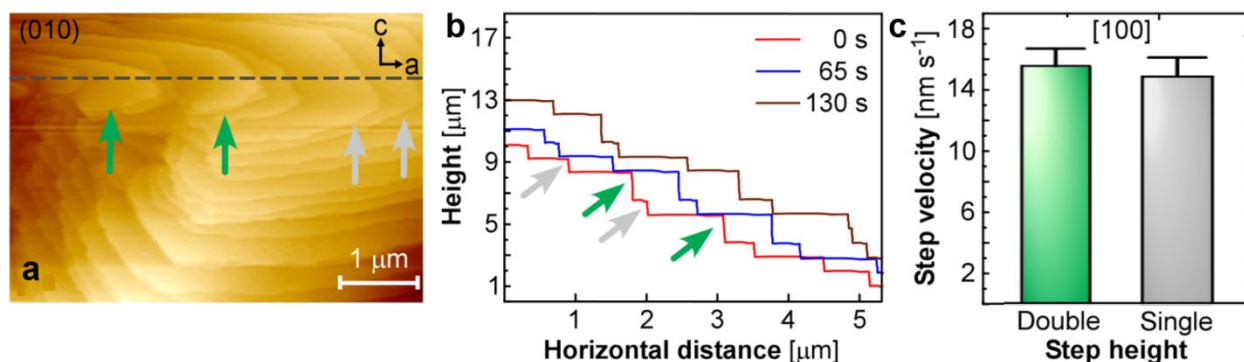 (010)
c
a
a
1 μm
b
0 s
65 s
130 s
17
13
9
5
1
Height [μm]
1
2
3
4
5
Horizontal distance [μm]
c
[100]
18
14
10
6
2
Step velocity [nm s⁻¹]
Double
Single
Step height